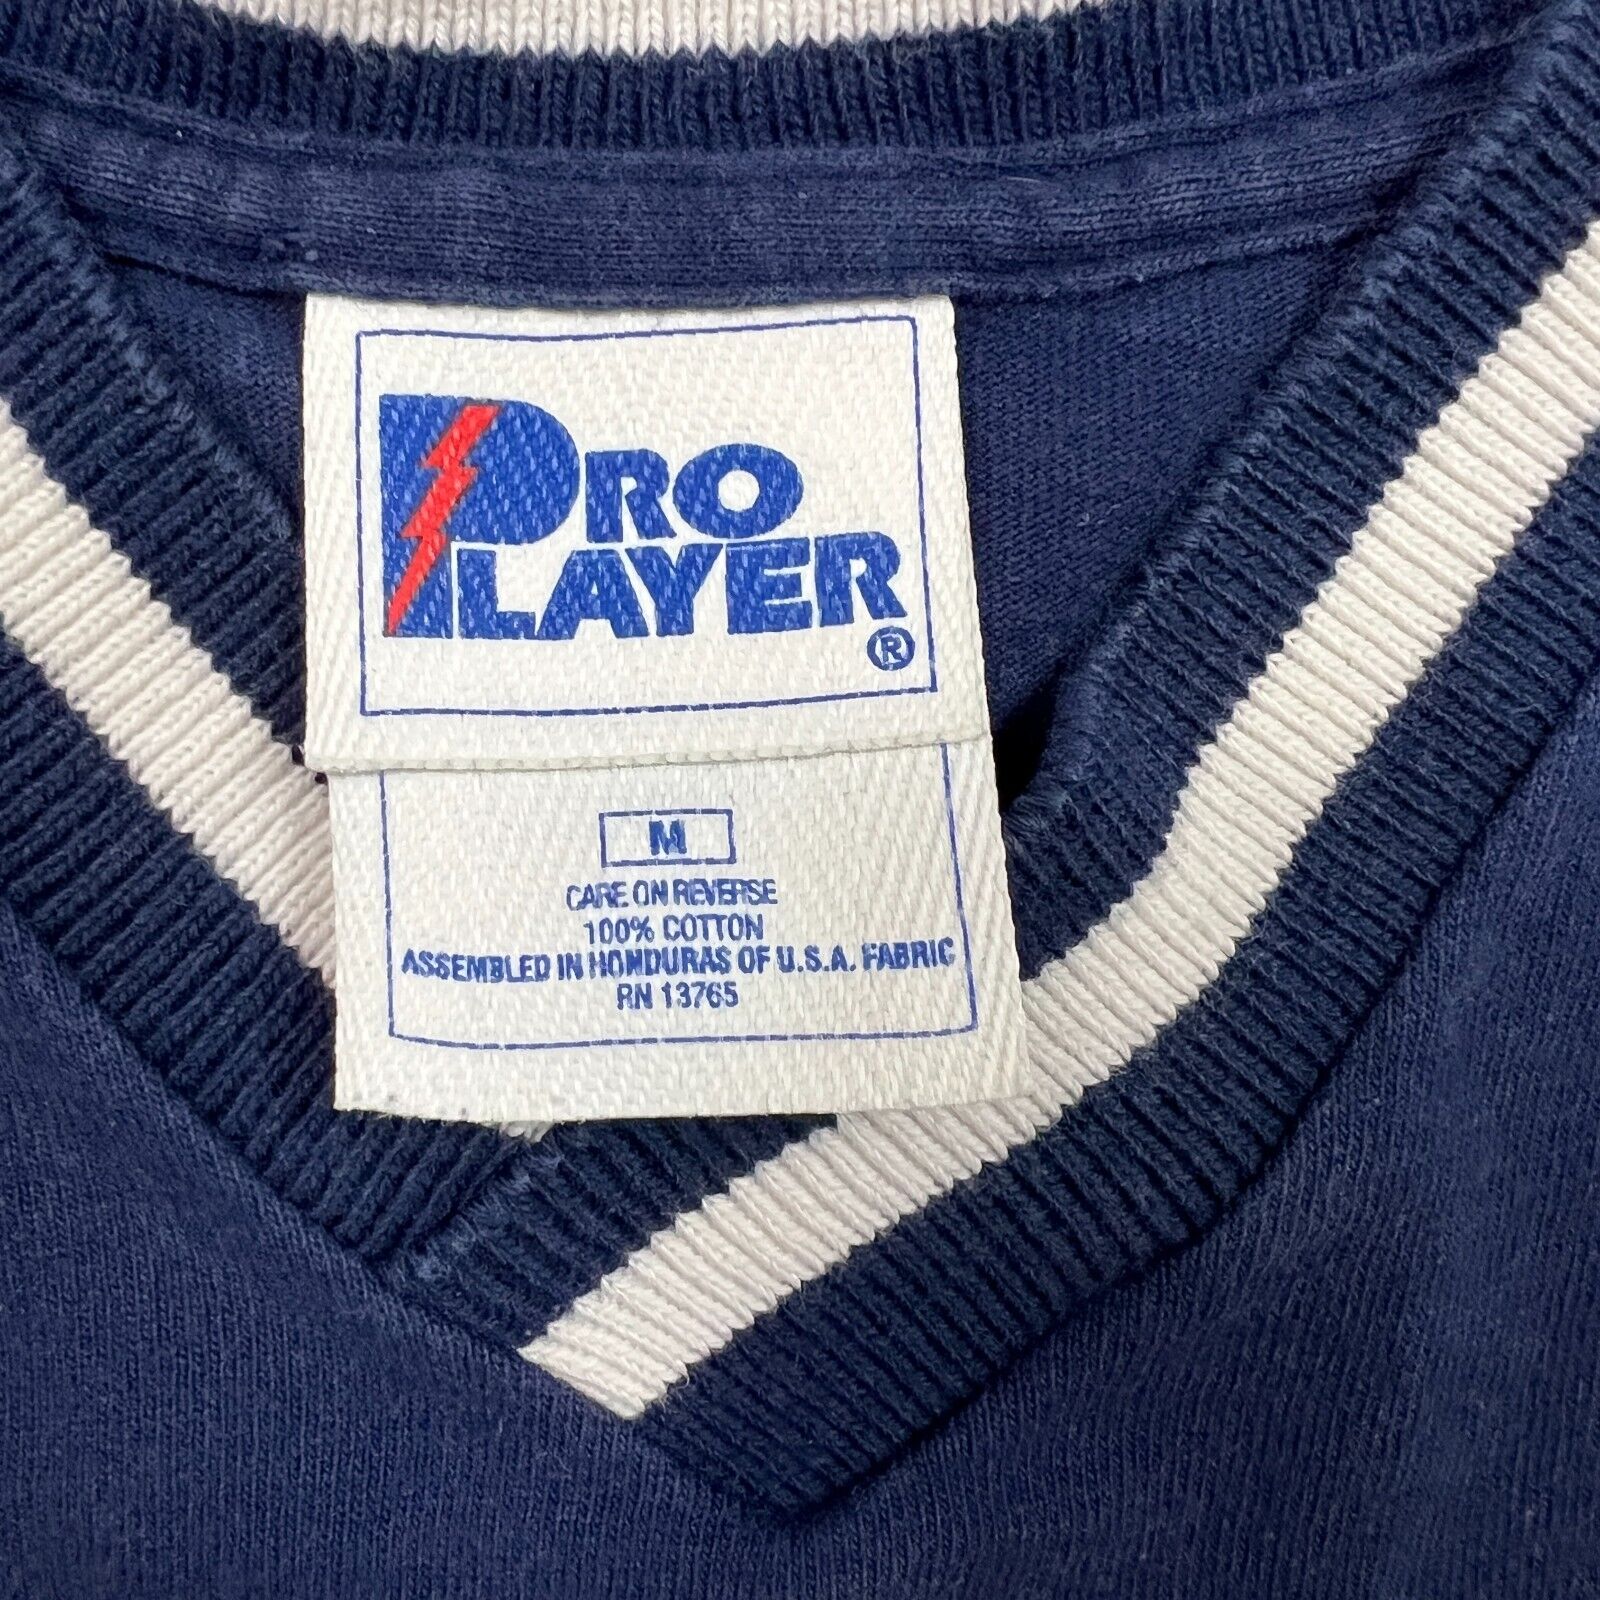 PRO
PLAYER
®
M
CARE ON REVERSE
100% COTTON
ASSEMBLED IN HONDURAS OF U.S.A. FABRIC
RN 13765